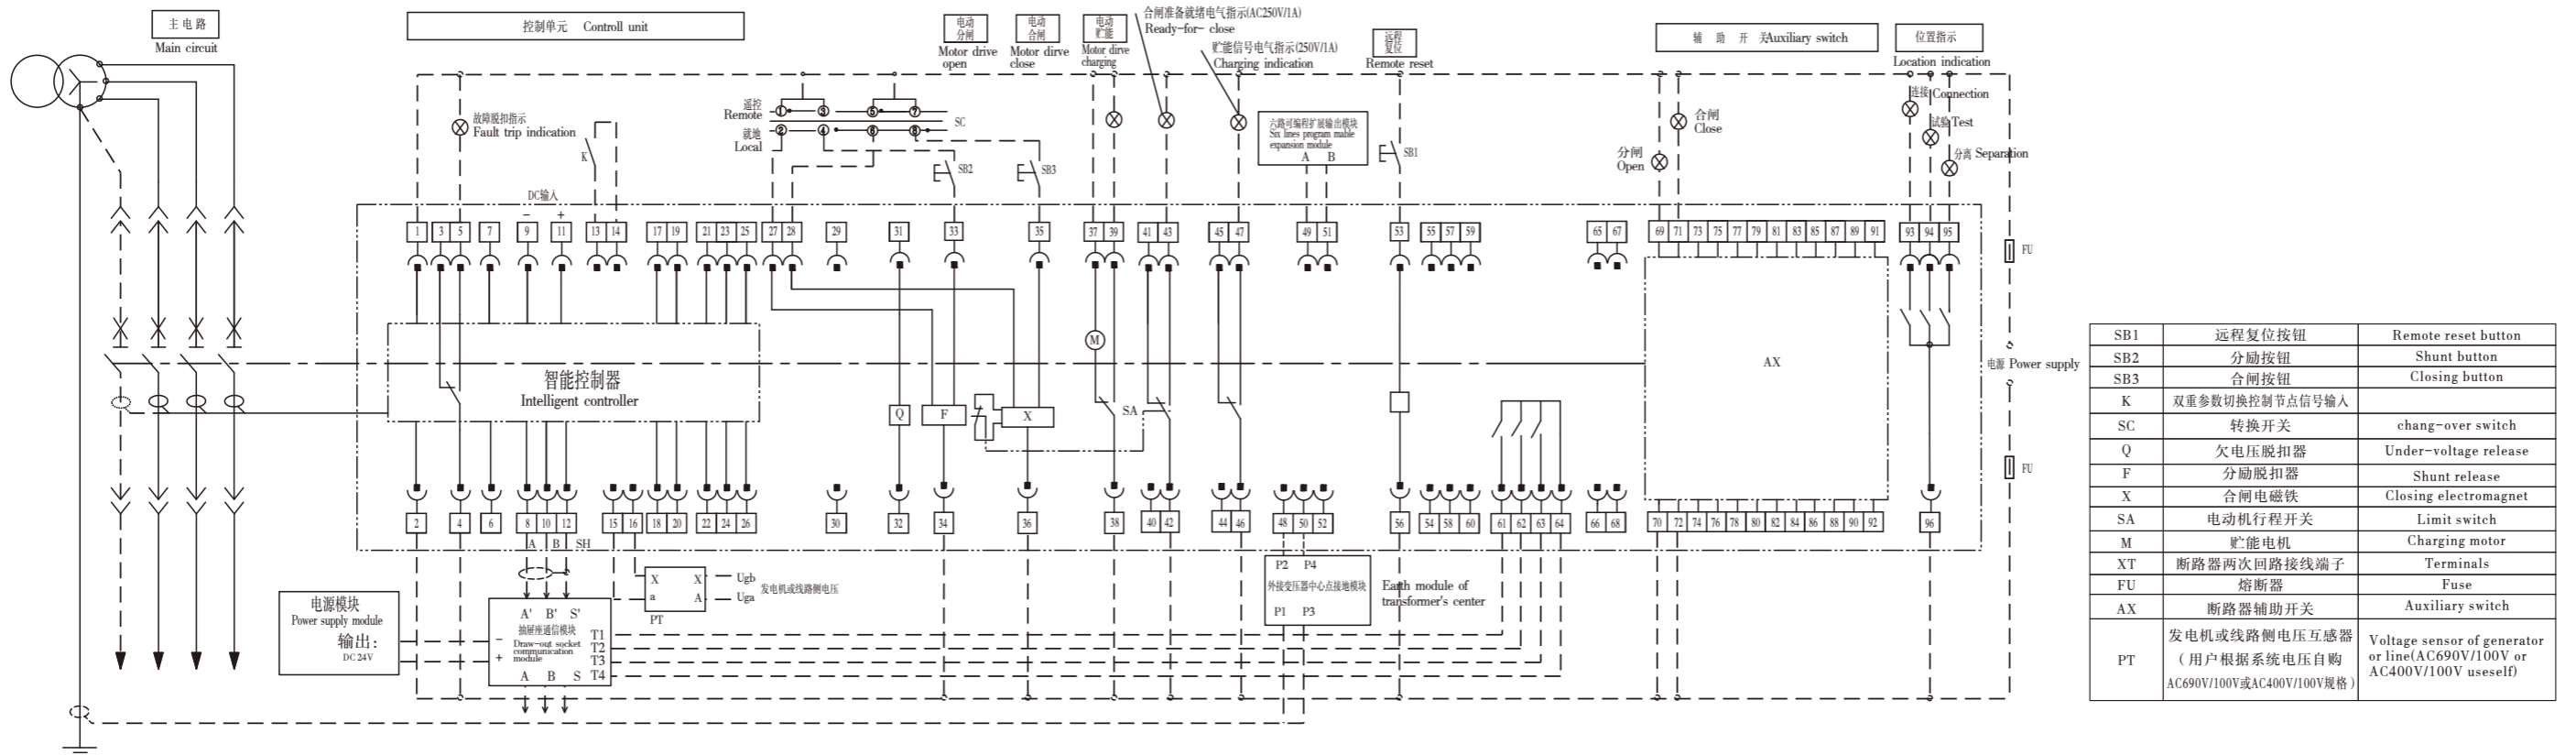 主电路
Main circuit
控制单元 Controll unit
电动
分闸
Motor drive
open
电动
合闸
Motor dirve
close
电动
贮能
Motor dirve
charging
合闸准备就绪电气指示(AC250V/1A)
Ready-for- close
贮能信号电气指示(250V/1A)
Charging indication
远程
复位
Remote reset
辅 助 开 关Auxiliary switch
位置指示
Location indication
故障脱扣指示
Fault trip indication
K
遥控
Remote
就地
Local
1 3 5 7
2 4 6 8
SC
SB2
SB3
六路可编程扩展输出模块
Six lines program mable
expansion module
A B
SB1
分闸
Open
合闸
Close
连接 Connection
试验 Test
分离 Separation
DC输入
− +
1 3 5 7 9 11 13 14 17 19 21 23 25 27 28 29 31 33 35 37 39 41 43 45 47 49 51 53 55 57 59 65 67 69 71 73 75 77 79 81 83 85 87 89 91 93 94 95
FU
智能控制器
Intelligent controller
Q
F
X
M
SA
AX
电源 Power supply
FU
2 4 6 8 10 12 15 16 18 20 22 24 26 30 32 34 36 38 40 42 44 46 48 50 52 56 54 58 60 61 62 63 64 66 68 70 72 74 76 78 80 82 84 86 88 90 92 96
A B SH
电源模块
Power supply module
输出:
DC24V
A' B' S'
抽屉座通信模块
Draw-out socket
communication
module
−
+
T1
T2
T3
T4
A B S
X X
a A
PT
Ugb
Uga
发电机或线路侧电压
P2 P4
外接变压器中心点接地模块
P1 P3
Earth module of
transformer's center
SB1 远程复位按钮 Remote reset button
SB2 分励按钮 Shunt button
SB3 合闸按钮 Closing button
K 双重参数切换控制节点信号输入
SC 转换开关 chang-over switch
Q 欠电压脱扣器 Under-voltage release
F 分励脱扣器 Shunt release
X 合闸电磁铁 Closing electromagnet
SA 电动机行程开关 Limit switch
M 贮能电机 Charging motor
XT 断路器两次回路接线端子 Terminals
FU 熔断器 Fuse
AX 断路器辅助开关 Auxiliary switch
PT
发电机或线路侧电压互感器
(用户根据系统电压自购
AC690V/100V或AC400V/100V规格)
Voltage sensor of generator
or line(AC690V/100V or
AC400V/100V useself)